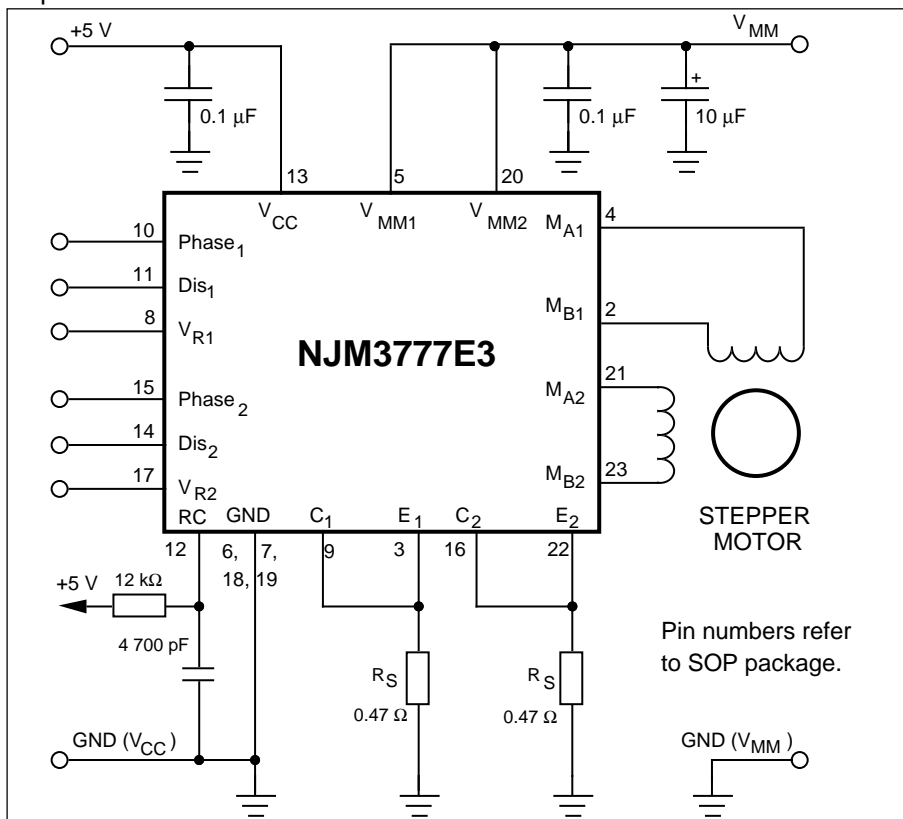 +5 V
V MM
0.1 µF
0.1 µF
+
10 µF
13
5
20
V CC
V MM1
V MM2
M A1
4
10
Phase 1
11
Dis 1
8
V R1
M B1
2
NJM3777E3
15
Phase 2
M A2
21
14
Dis 2
17
V R2
M B2
23
STEPPER
MOTOR
RC
GND
C 1
E 1
C 2
E 2
12
6, 7,
18, 19
9
3
16
22
+5 V
12 kΩ
4 700 pF
R S
0.47 Ω
R S
0.47 Ω
Pin numbers refer
to SOP package.
GND (V CC )
GND (V MM )